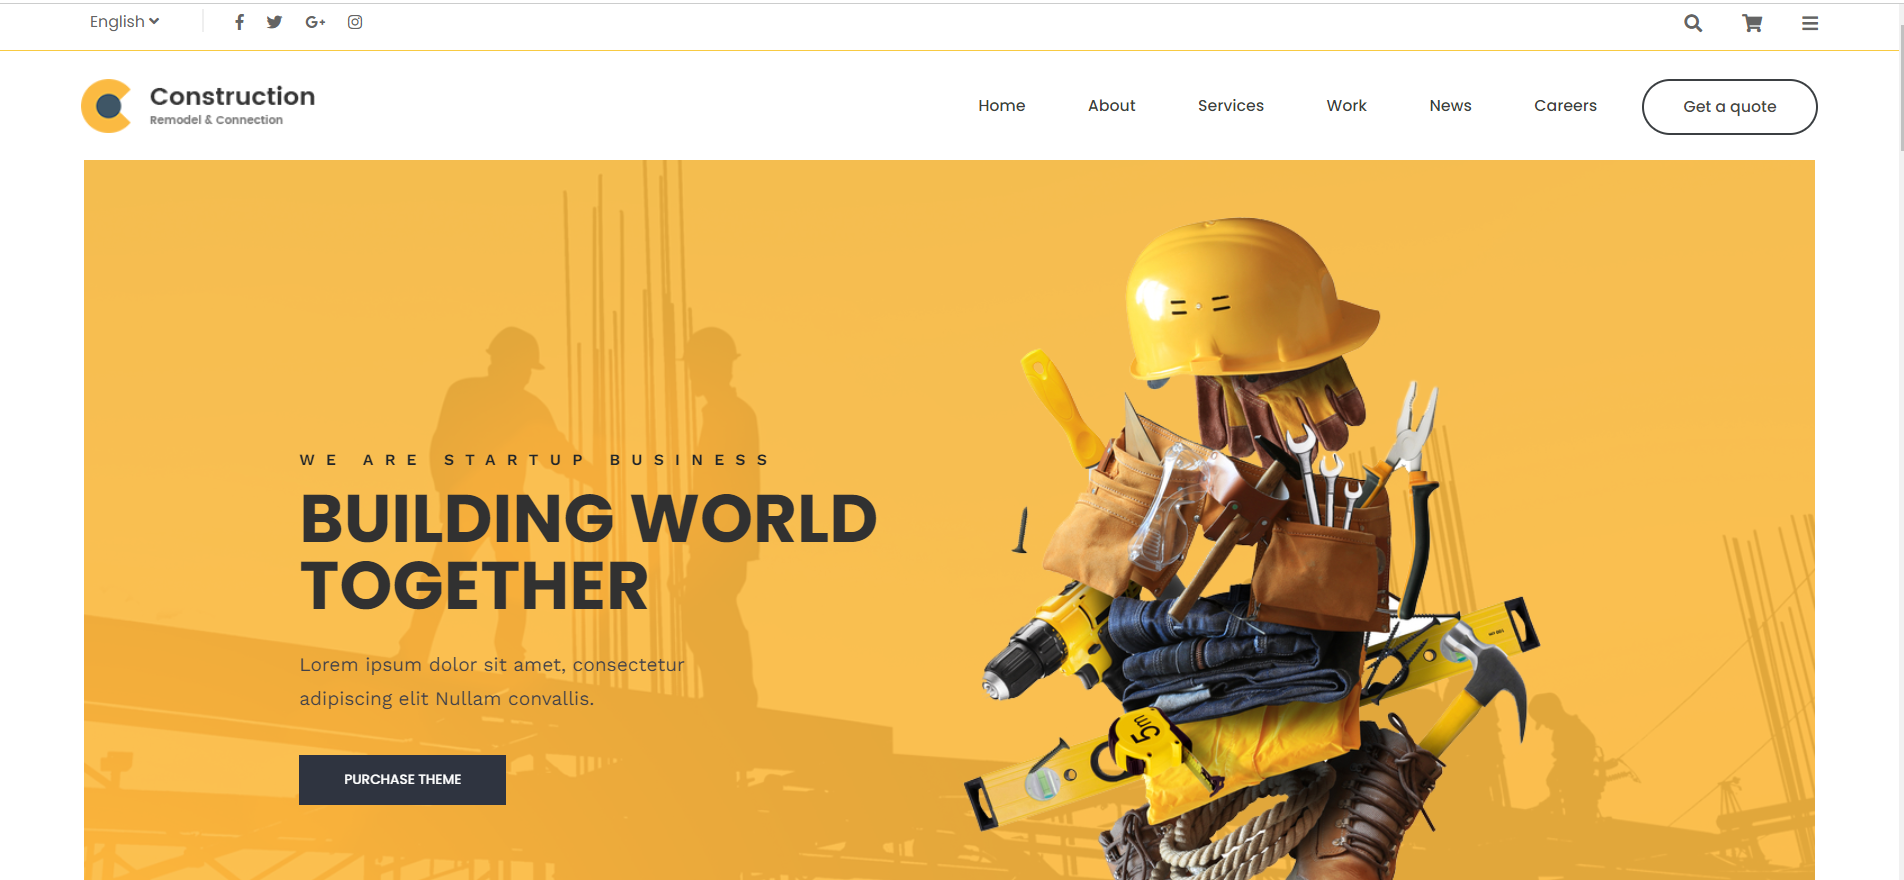 English
Construction
Remodel & Connection
Home
About
Services
Work
News
Careers
Get a quote
WE ARE STARTUP BUSINESS
BUILDING WORLD
TOGETHER
Lorem ipsum dolor sit amet, consectetur
adipiscing elit Nullam convallis.
PURCHASE THEME
5m